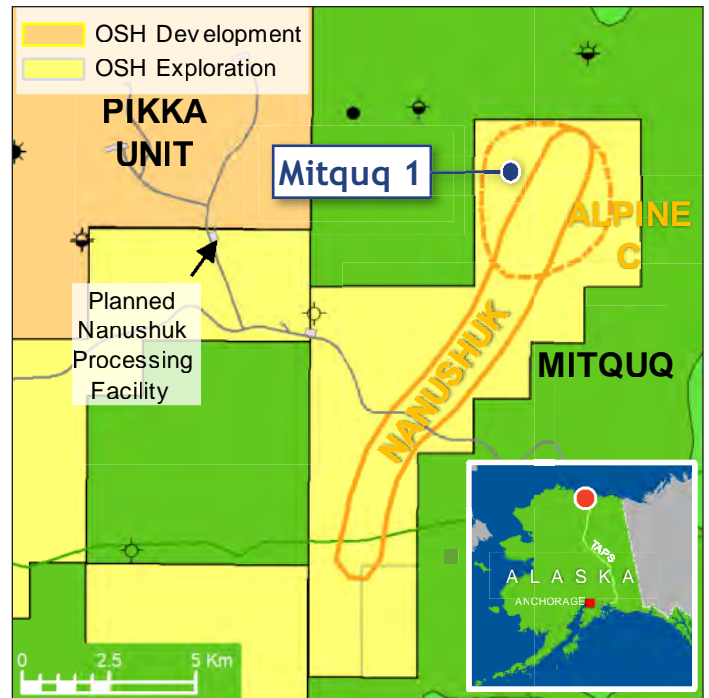 OSH Development
OSH Exploration
PIKKA
UNIT
Mitquq 1
ALPINE
C
Planned
Nanushuk
Processing
Facility
NANUSHUK
MITQUQ
0 2.5 5 Km
TAPS
ALASKA
ANCHORAGE